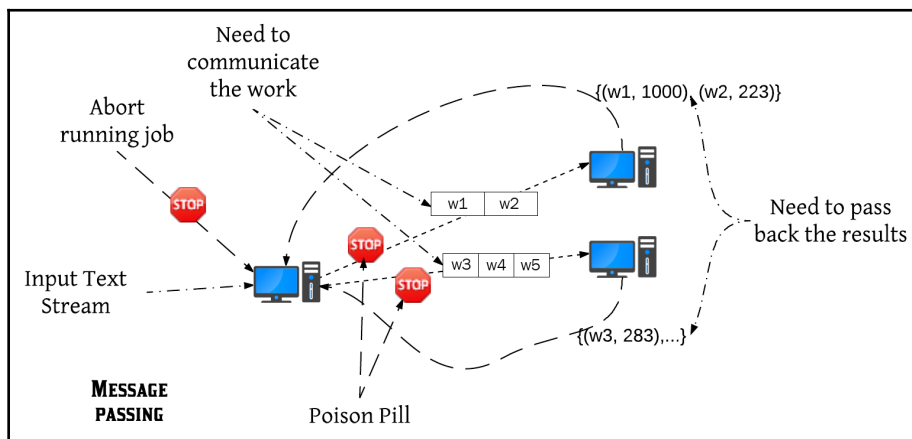 Need to
communicate
the work
{(w1, 1000), (w2, 223)}
Abort
running job
STOP
w1 w2
Need to pass
back the results
STOP
w3 w4 w5
STOP
Input Text
Stream
{(w3, 283),...}
MESSAGE
PASSING
Poison Pill